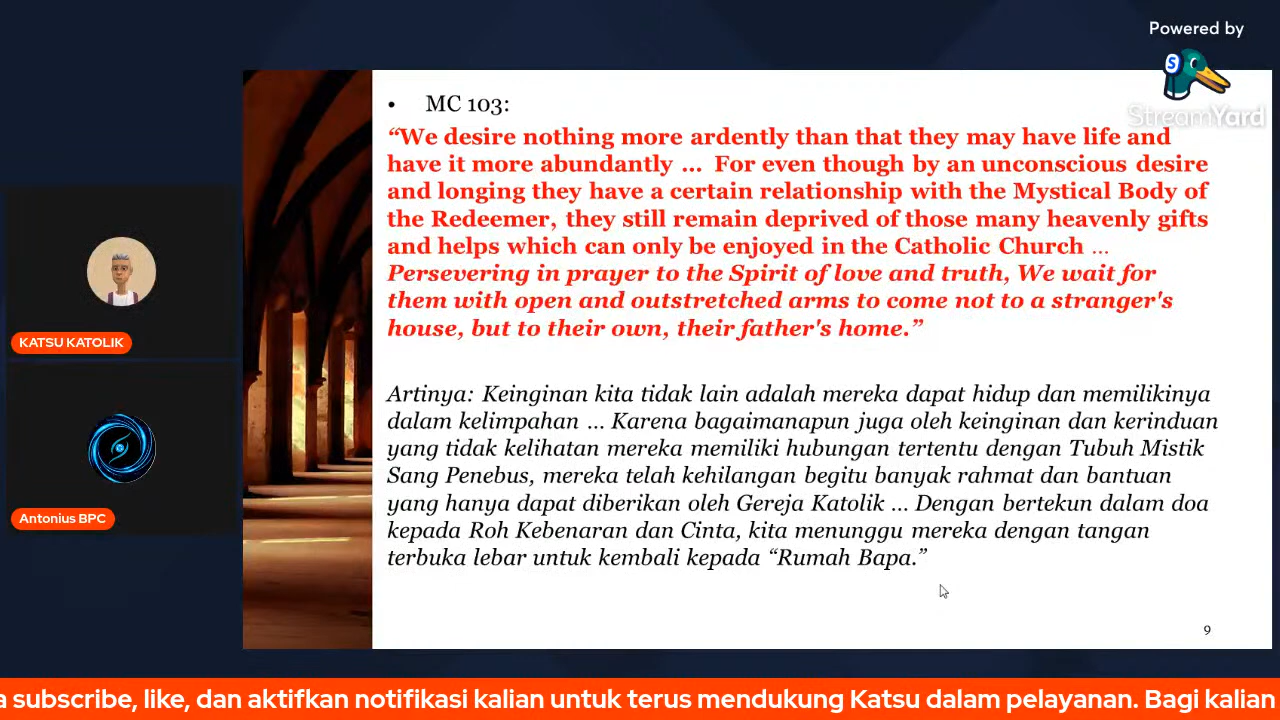 Powered by
StreamYard
• MC 103:
“We desire nothing more ardently than that they may have life and
have it more abundantly ... For even though by an unconscious desire
and longing they have a certain relationship with the Mystical Body of
the Redeemer, they still remain deprived of those many heavenly gifts
and helps which can only be enjoyed in the Catholic Church ...
Persevering in prayer to the Spirit of love and truth, We wait for
them with open and outstretched arms to come not to a stranger's
house, but to their own, their father's home.”
Artinya: Keinginan kita tidak lain adalah mereka dapat hidup dan memilikinya
dalam kelimpahan ... Karena bagaimanapun juga oleh keinginan dan kerinduan
yang tidak kelihatan mereka memiliki hubungan tertentu dengan Tubuh Mistik
Sang Penebus, mereka telah kehilangan begitu banyak rahmat dan bantuan
yang hanya dapat diberikan oleh Gereja Katolik ... Dengan bertekun dalam doa
kepada Roh Kebenaran dan Cinta, kita menunggu mereka dengan tangan
terbuka lebar untuk kembali kepada “Rumah Bapa.”
9
KATSU KATOLIK
Antonius BPC
a subscribe, like, dan aktifkan notifikasi kalian untuk terus mendukung Katsu dalam pelayanan. Bagi kalian